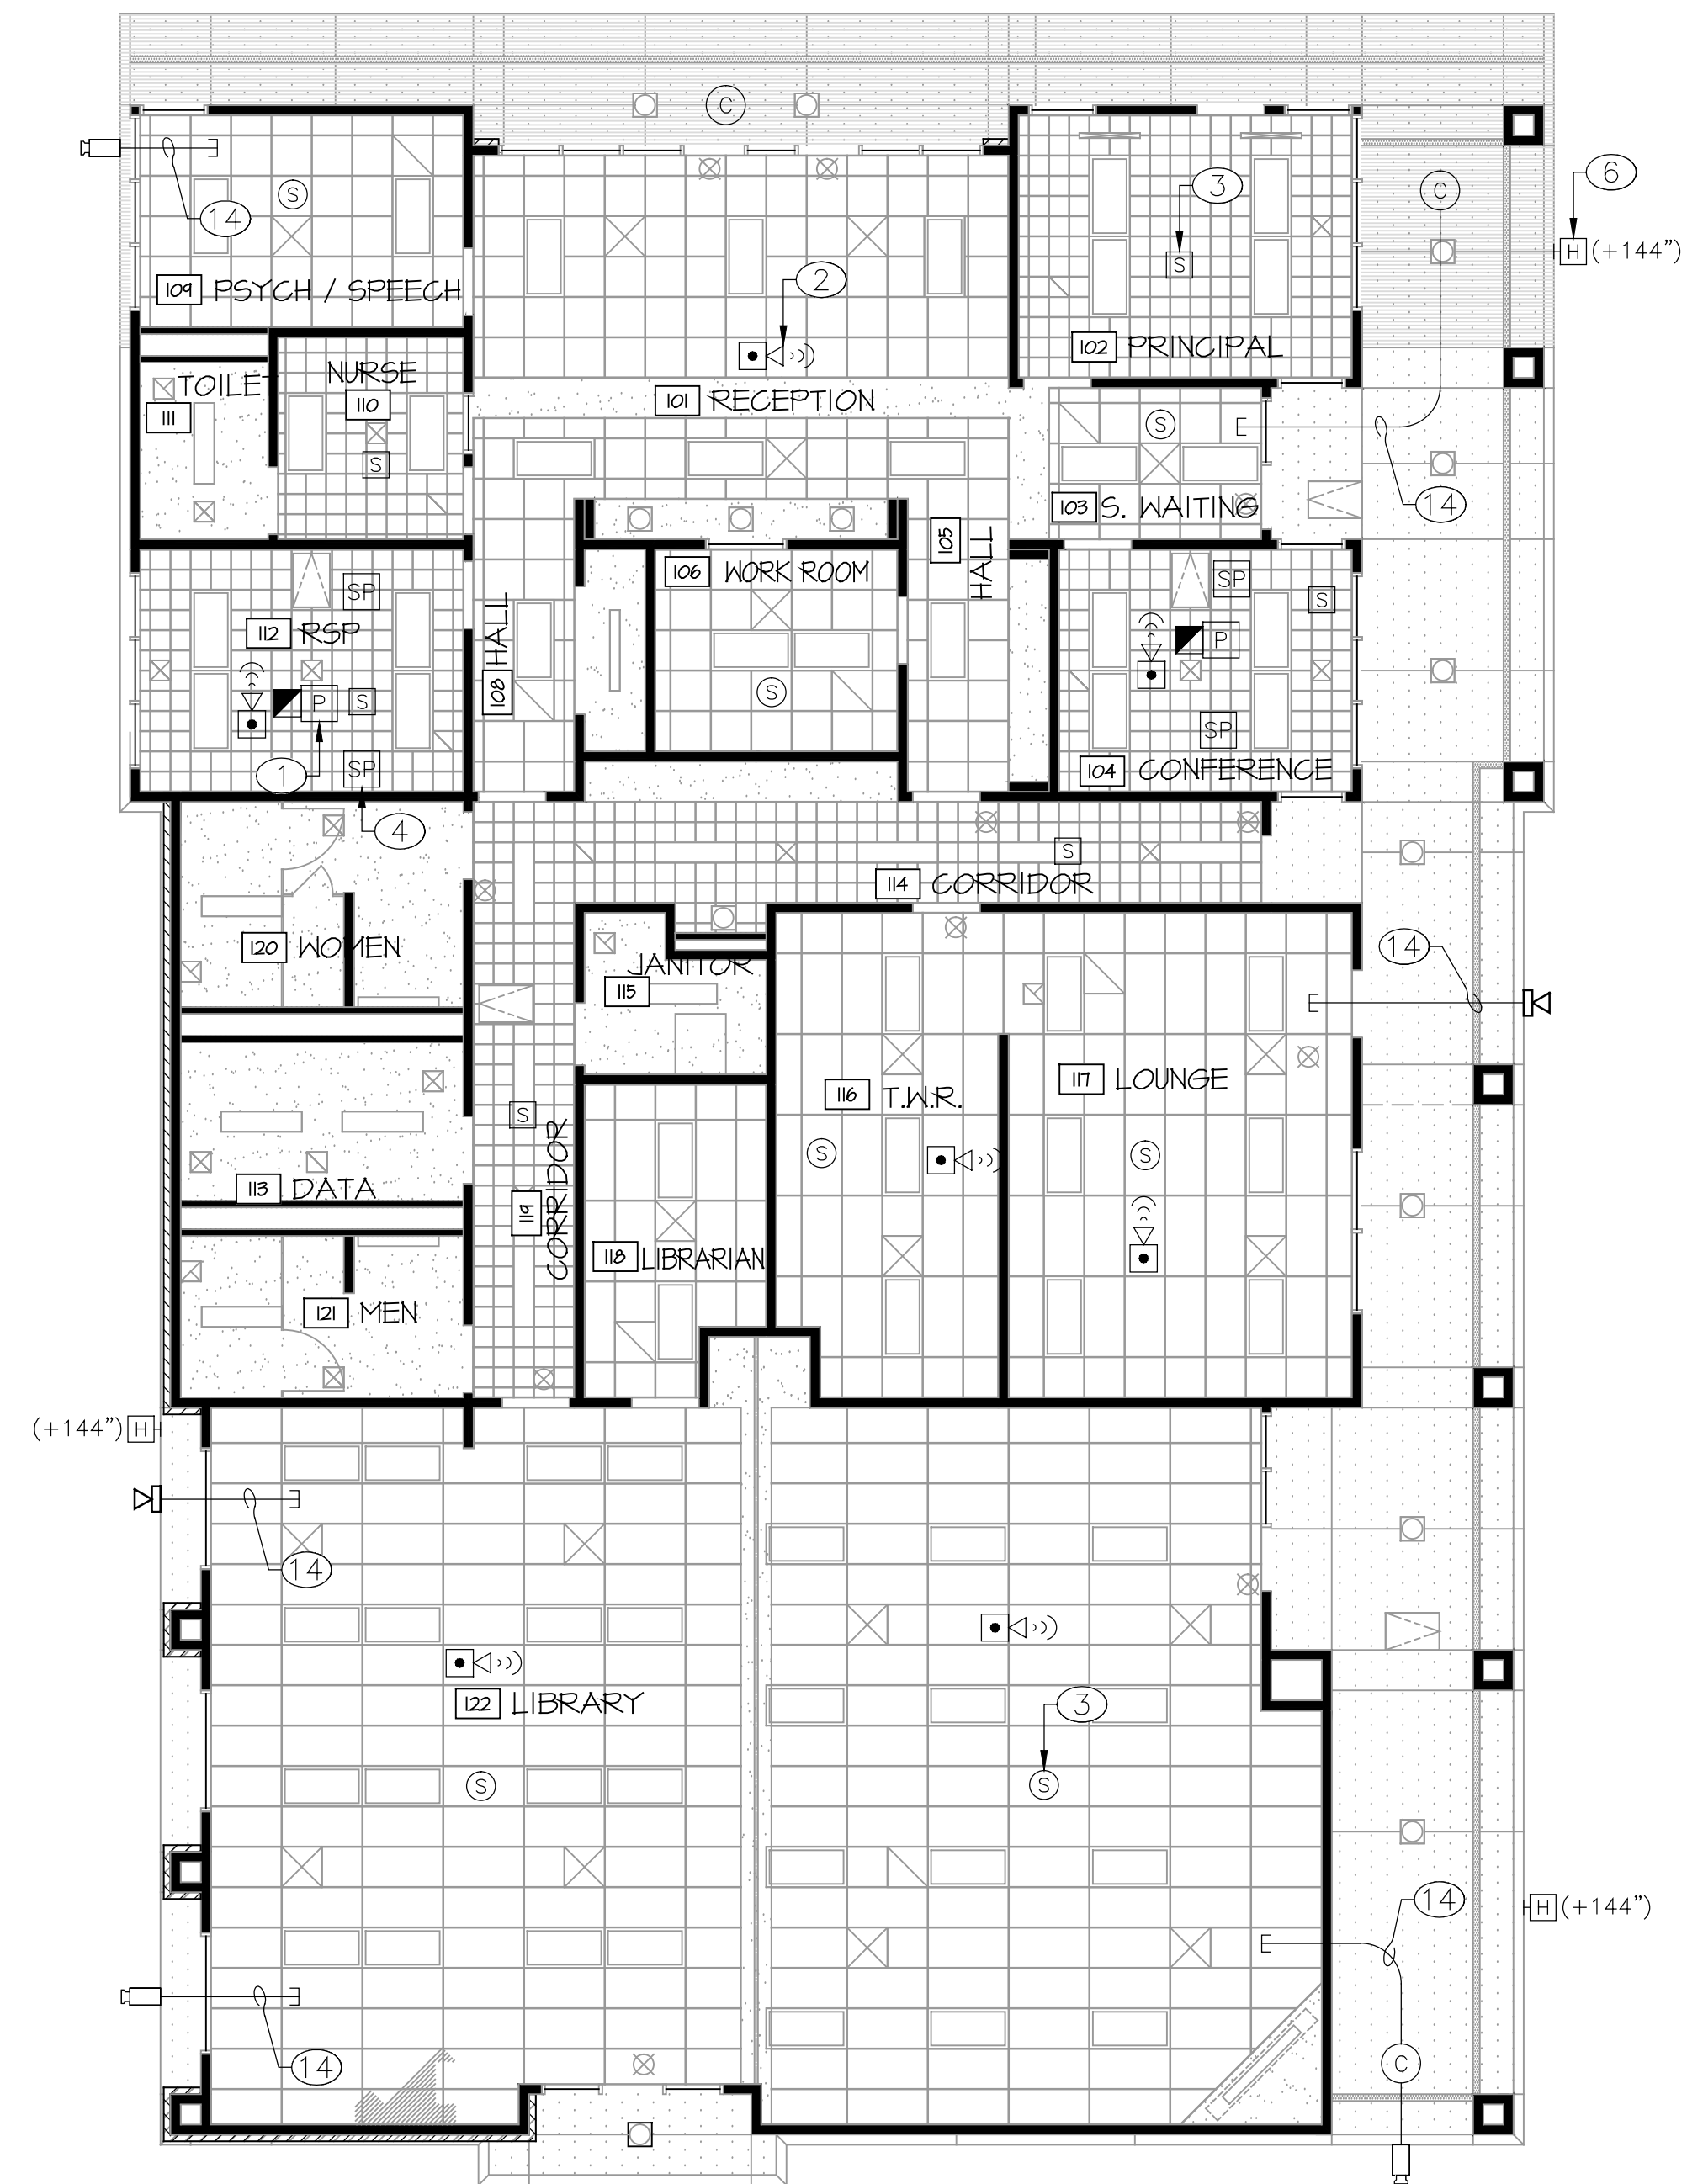 C
14
S
109 PSYCH / SPEECH
2
101 RECEPTION
3
S
102 PRINCIPAL
C
6
H (+144")
TOILET
111
NURSE
110
S
S
103 S. WAITING
14
112 RSP
SP
P
S
SP
1
4
108 HALL
106 WORK ROOM
S
105 HALL
SP
S
P
SP
104 CONFERENCE
S
114 CORRIDOR
120 WOMEN
JANITOR
115
14
116 T.W.R.
S
117 LOUNGE
S
S
113 DATA
119 CORRIDOR
118 LIBRARIAN
121 MEN
(+144") H
14
122 LIBRARY
S
3
S
14
H (+144")
14
C